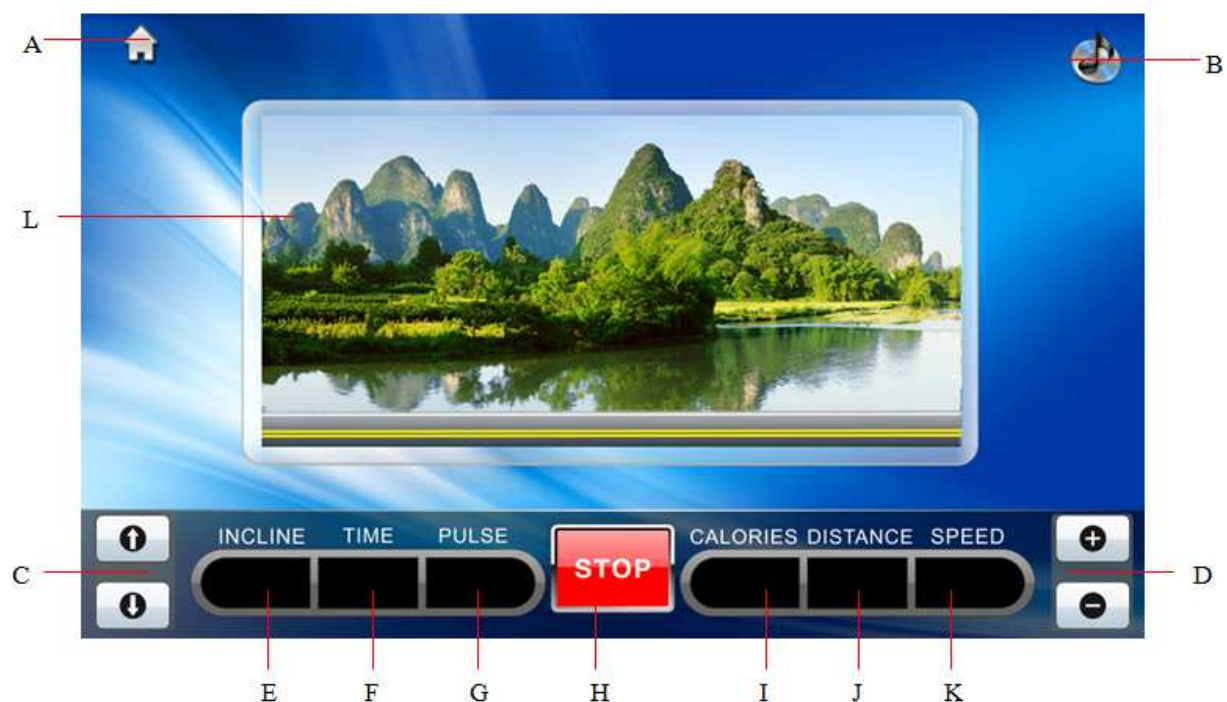 A
B
L
INCLINE TIME PULSE STOP CALORIES DISTANCE SPEED
C
D
E F G H I J K